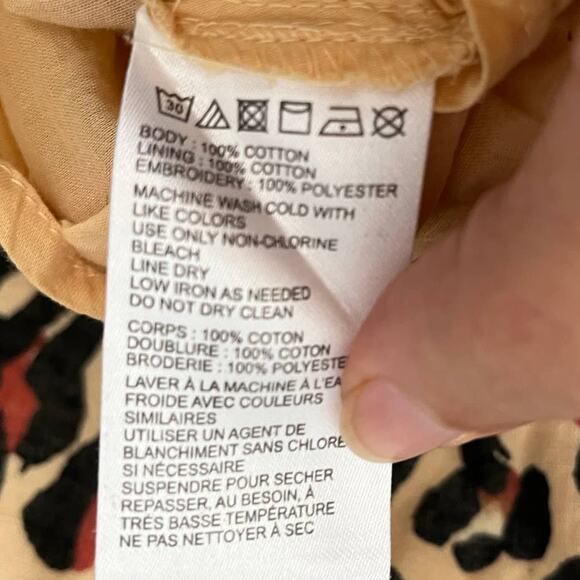 30
BODY : 100% COTTON
LINING : 100% COTTON
EMBROIDERY : 100% POLYESTER
MACHINE WASH COLD WITH
LIKE COLORS
USE ONLY NON-CHLORINE
BLEACH
LINE DRY
LOW IRON AS NEEDED
DO NOT DRY CLEAN
CORPS : 100% COTON
DOUBLURE : 100% COTON
BRODERIE : 100% POLYESTE
LAVER À LA MACHINE À L'EA
FROIDE AVEC COULEURS
SIMILAIRES
UTILISER UN AGENT DE
BLANCHIMENT SANS CHLORE
SI NÉCESSAIRE
SUSPENDRE POUR SECHER
REPASSER, AU BESOIN, À
TRÈS BASSE TEMPÉRATURE
NE PAS NETTOYER À SEC